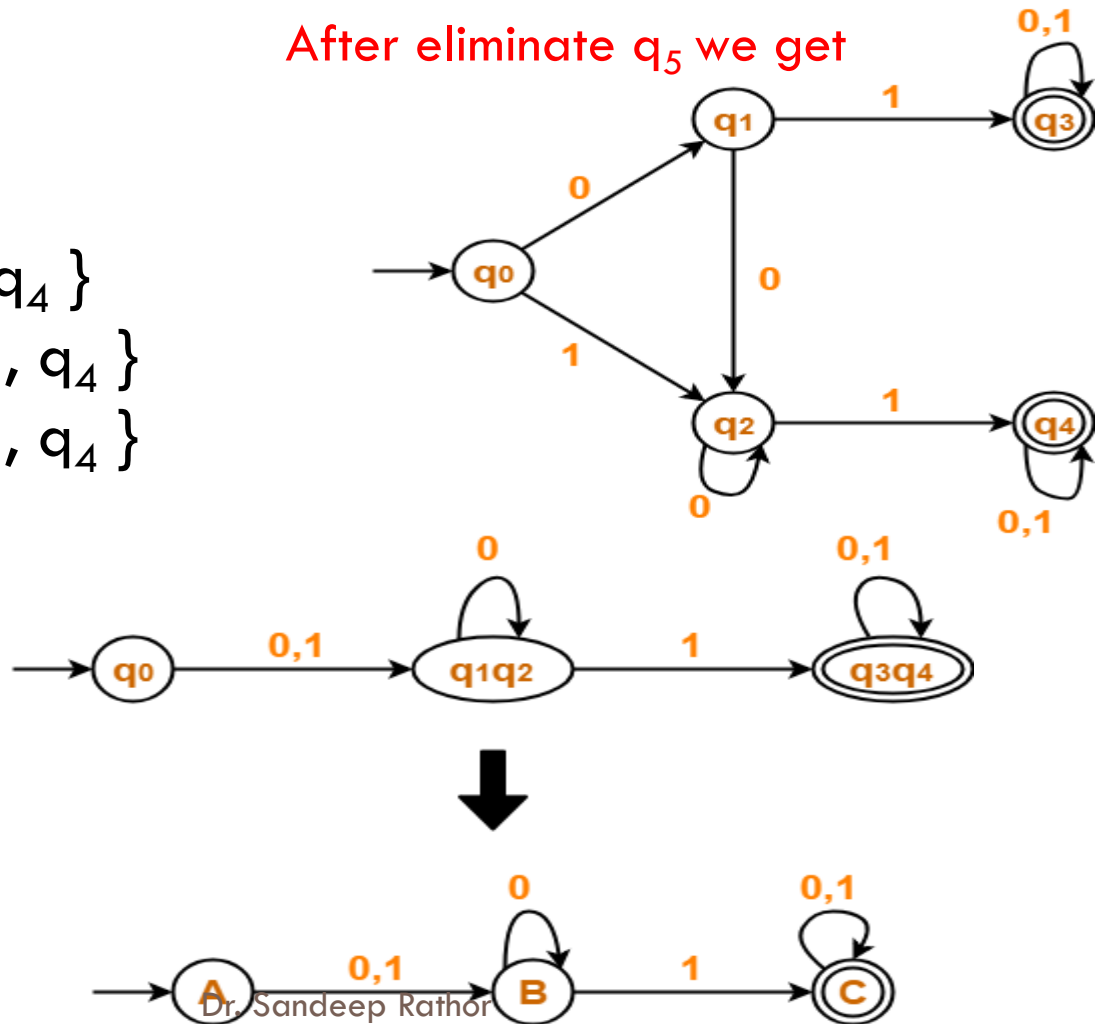 After eliminate q5 we get
0,1
q1
1
q3
0
q4 }
q0
0
, q4 }
1
, q4 }
q2
1
q4
0
0,1
0
0,1
q0
0,1
q1q2
1
q3q4
0
0,1
A
0,1
B
1
C
Dr. Sandeep Rathor